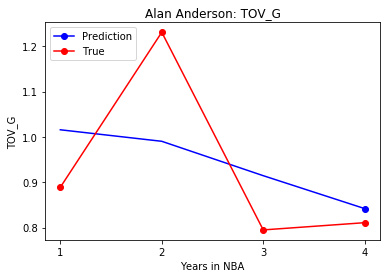 Alan Anderson: TOV_G
Prediction
True
TOV_G
1.2
1.1
1.0
0.9
0.8
1
2
3
4
Years in NBA